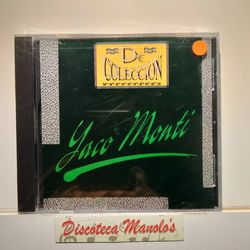 De
COLECCION
Yaco Monti
Discoteca Manolo's